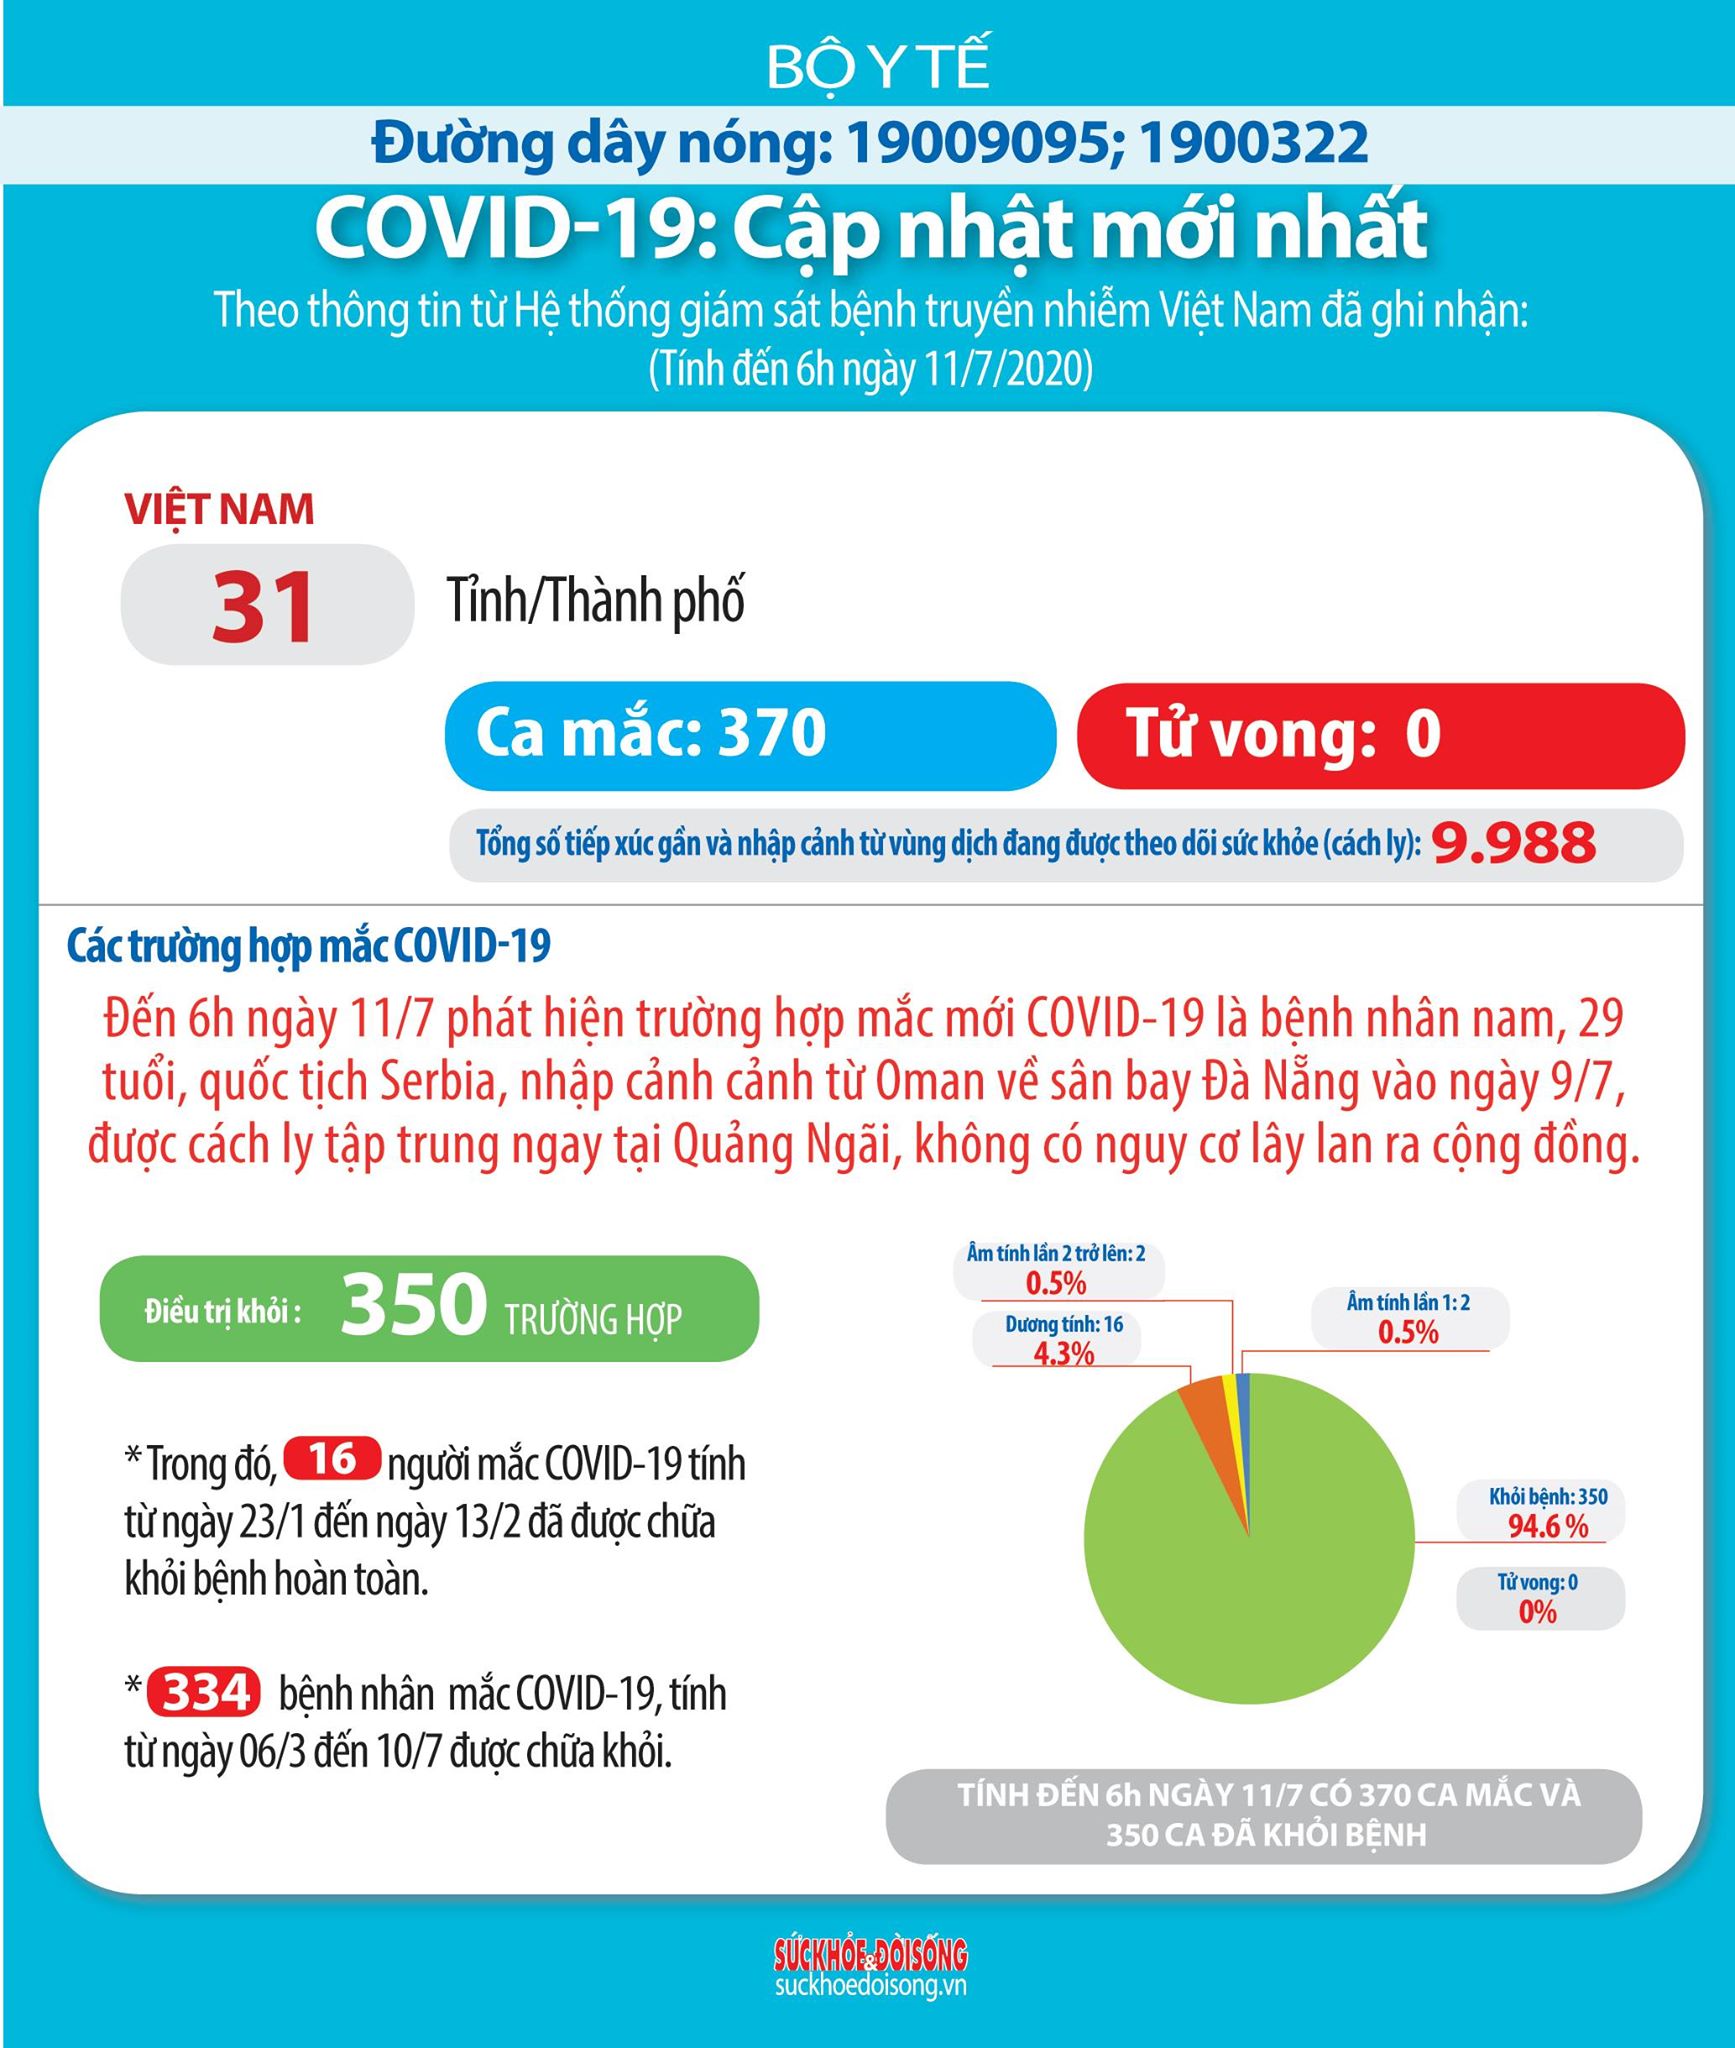 BỘ Y TẾ
Đường dây nóng: 19009095; 1900322
COVID-19: Cập nhật mới nhất
Theo thông tin từ Hệ thống giám sát bệnh truyền nhiễm Việt Nam đã ghi nhận:
(Tính đến 6h ngày 11/7/2020)
VIỆT NAM
31
Tỉnh/Thành phố
Ca mắc: 370
Tử vong: 0
Tổng số tiếp xúc gần và nhập cảnh từ vùng dịch đang được theo dõi sức khỏe (cách ly): 9.988
Các trường hợp mắc COVID-19
Đến 6h ngày 11/7 phát hiện trường hợp mắc mới COVID-19 là bệnh nhân nam, 29
tuổi, quốc tịch Serbia, nhập cảnh cảnh từ Oman về sân bay Đà Nẵng vào ngày 9/7,
được cách ly tập trung ngay tại Quảng Ngãi, không có nguy cơ lây lan ra cộng đồng.
Điều trị khỏi : 350 TRƯỜNG HỢP
* Trong đó, 16 người mắc COVID-19 tính
từ ngày 23/1 đến ngày 13/2 đã được chữa
khỏi bệnh hoàn toàn.
* 334 bệnh nhân mắc COVID-19, tính
từ ngày 06/3 đến 10/7 được chữa khỏi.
Âm tính lần 2 trở lên: 2
0.5%
Dương tính: 16
4.3%
Âm tính lần 1: 2
0.5%
Khỏi bệnh: 350
94.6 %
Tử vong: 0
0%
TÍNH ĐẾN 6h NGÀY 11/7 CÓ 370 CA MẮC VÀ
350 CA ĐÃ KHỎI BỆNH
SỨC KHỎE & ĐỜI SỐNG
suckhoedoisong.vn